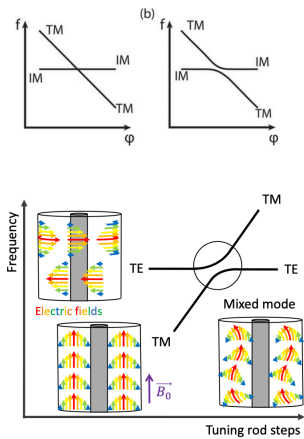 f
TM
IM
IM
TM
φ
(b)
f
TM
IM
IM
TM
φ
Frequency
Electric fields
B₀
TM
TE
TE
TM
Mixed mode
Tuning rod steps